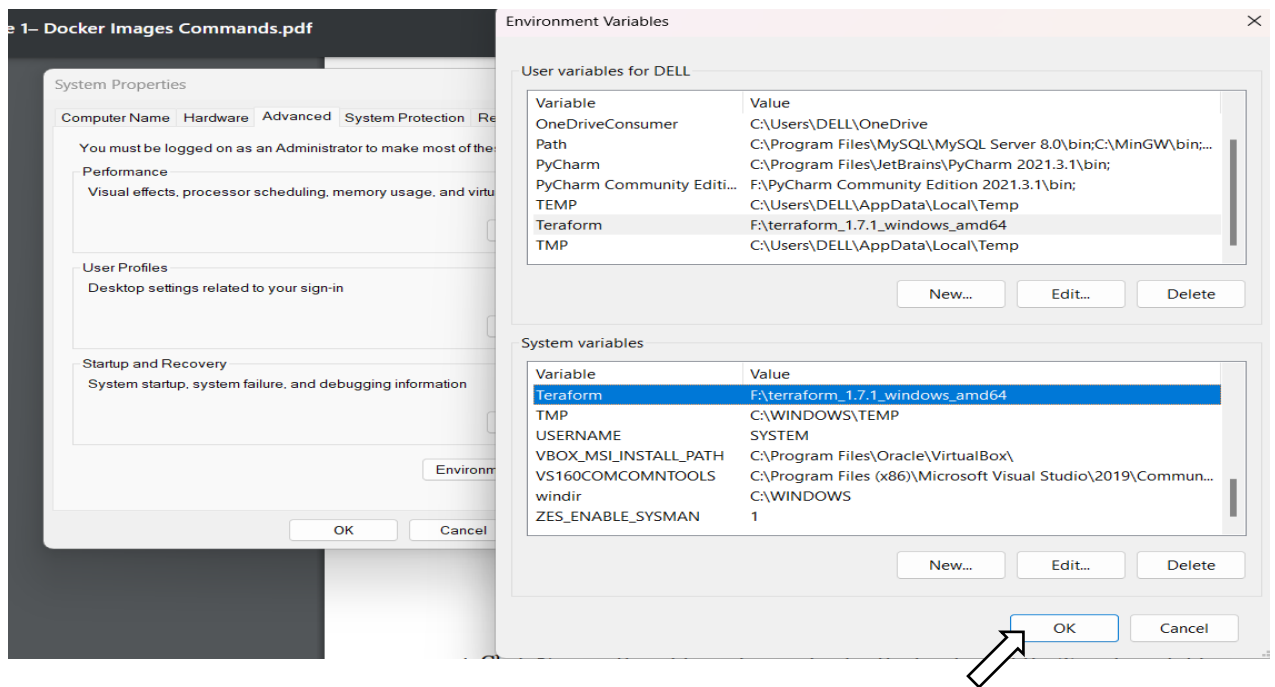 e 1– Docker Images Commands.pdf
System Properties
Computer Name Hardware Advanced System Protection Re
You must be logged on as an Administrator to make most of thes
Performance
Visual effects, processor scheduling, memory usage, and virtu
User Profiles
Desktop settings related to your sign-in
Startup and Recovery
System startup, system failure, and debugging information
Environm
OK Cancel
Environment Variables
User variables for DELL
Variable Value
OneDriveConsumer C:\Users\DELL\OneDrive
Path C:\Program Files\MySQL\MySQL Server 8.0\bin;C:\MinGW\bin;...
PyCharm C:\Program Files\JetBrains\PyCharm 2021.3.1\bin;
PyCharm Community Editi... F:\PyCharm Community Edition 2021.3.1\bin;
TEMP C:\Users\DELL\AppData\Local\Temp
Teraform F:\terraform_1.7.1_windows_amd64
TMP C:\Users\DELL\AppData\Local\Temp
New... Edit... Delete
System variables
Variable Value
Teraform F:\terraform_1.7.1_windows_amd64
TMP C:\WINDOWS\TEMP
USERNAME SYSTEM
VBOX_MSI_INSTALL_PATH C:\Program Files\Oracle\VirtualBox\
VS160COMCOMNTOOLS C:\Program Files (x86)\Microsoft Visual Studio\2019\Commun...
windir C:\WINDOWS
ZES_ENABLE_SYSMAN 1
New... Edit... Delete
OK Cancel